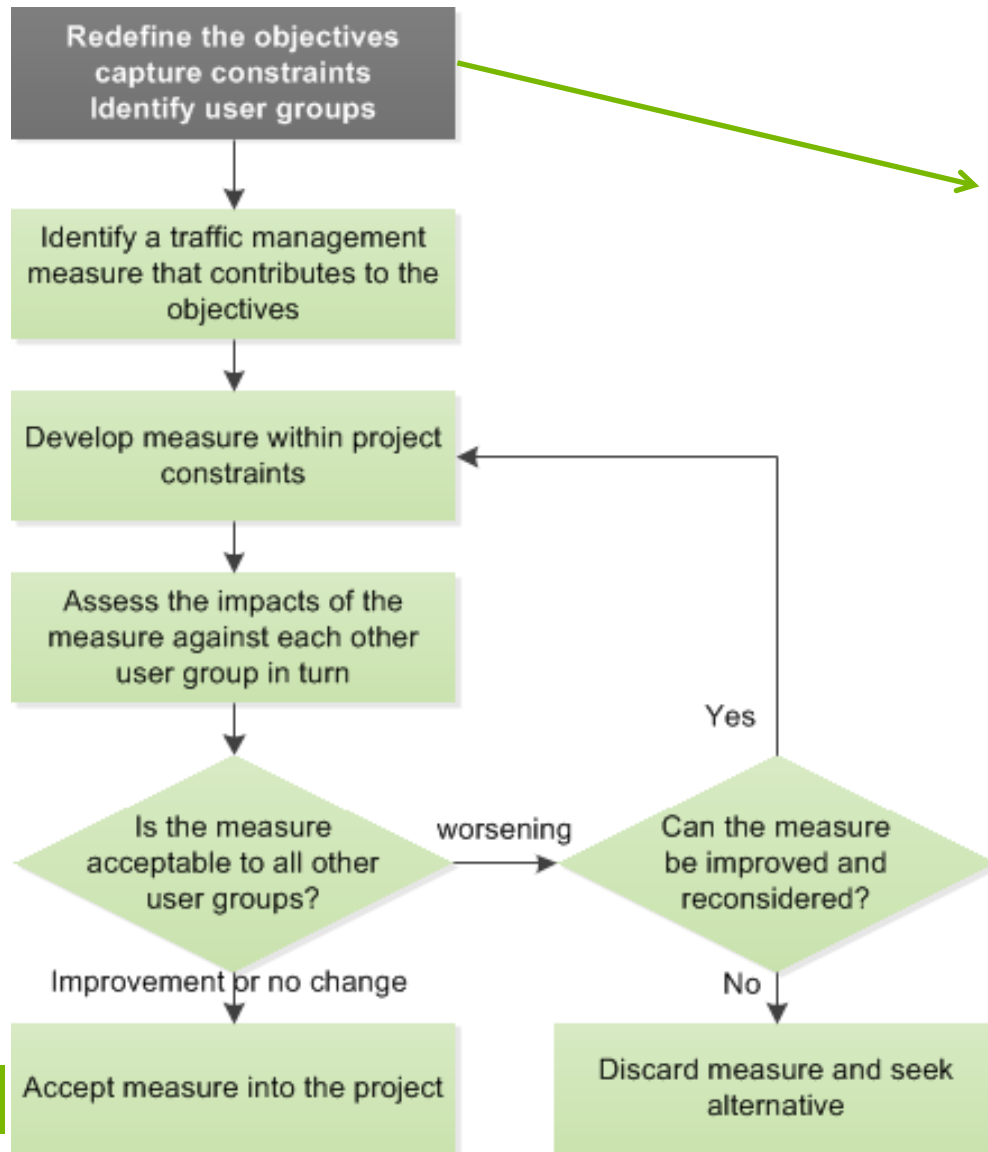 Redefine the objectives
capture constraints
Identify user groups
Identify a traffic management
measure that contributes to the
objectives
Develop measure within project
constraints
Assess the impacts of the
measure against each other
user group in turn
Yes
Is the measure
acceptable to all other
user groups?
worsening
Can the measure
be improved and
reconsidered?
Improvement or no change
No
Accept measure into the project
Discard measure and seek
alternative